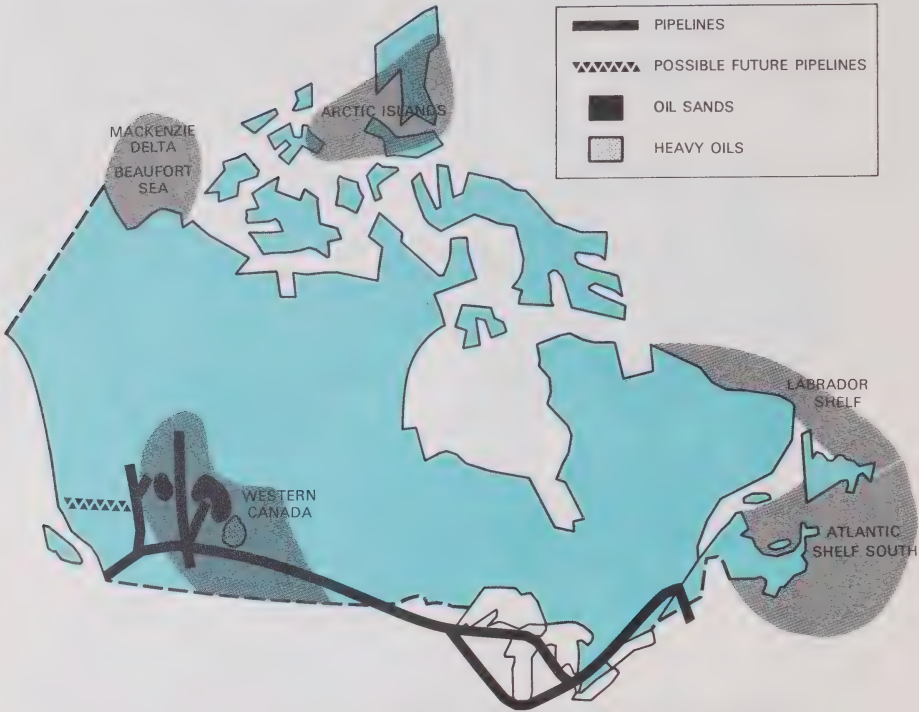 PIPELINES
POSSIBLE FUTURE PIPELINES
OIL SANDS
HEAVY OILS
ARCTIC ISLANDS
MACKENZIE
DELTA
BEAUFORT
SEA
LABRADOR
SHELF
WESTERN
CANADA
ATLANTIC
SHELF SOUTH